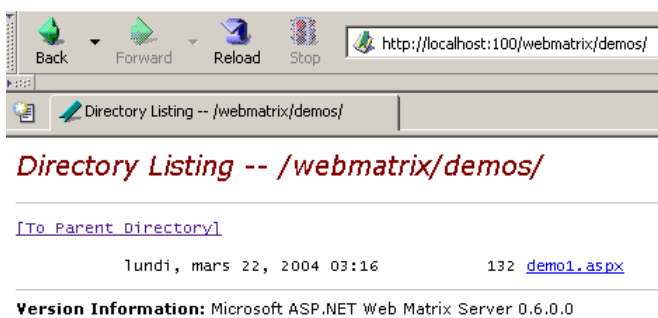 Back Forward Reload Stop http://localhost:100/webmatrix/demos/
Directory Listing -- /webmatrix/demos/
Directory Listing -- /webmatrix/demos/
[To Parent Directory]
lundi, mars 22, 2004 03:16 132 demo1.aspx
Version Information: Microsoft ASP.NET Web Matrix Server 0.6.0.0